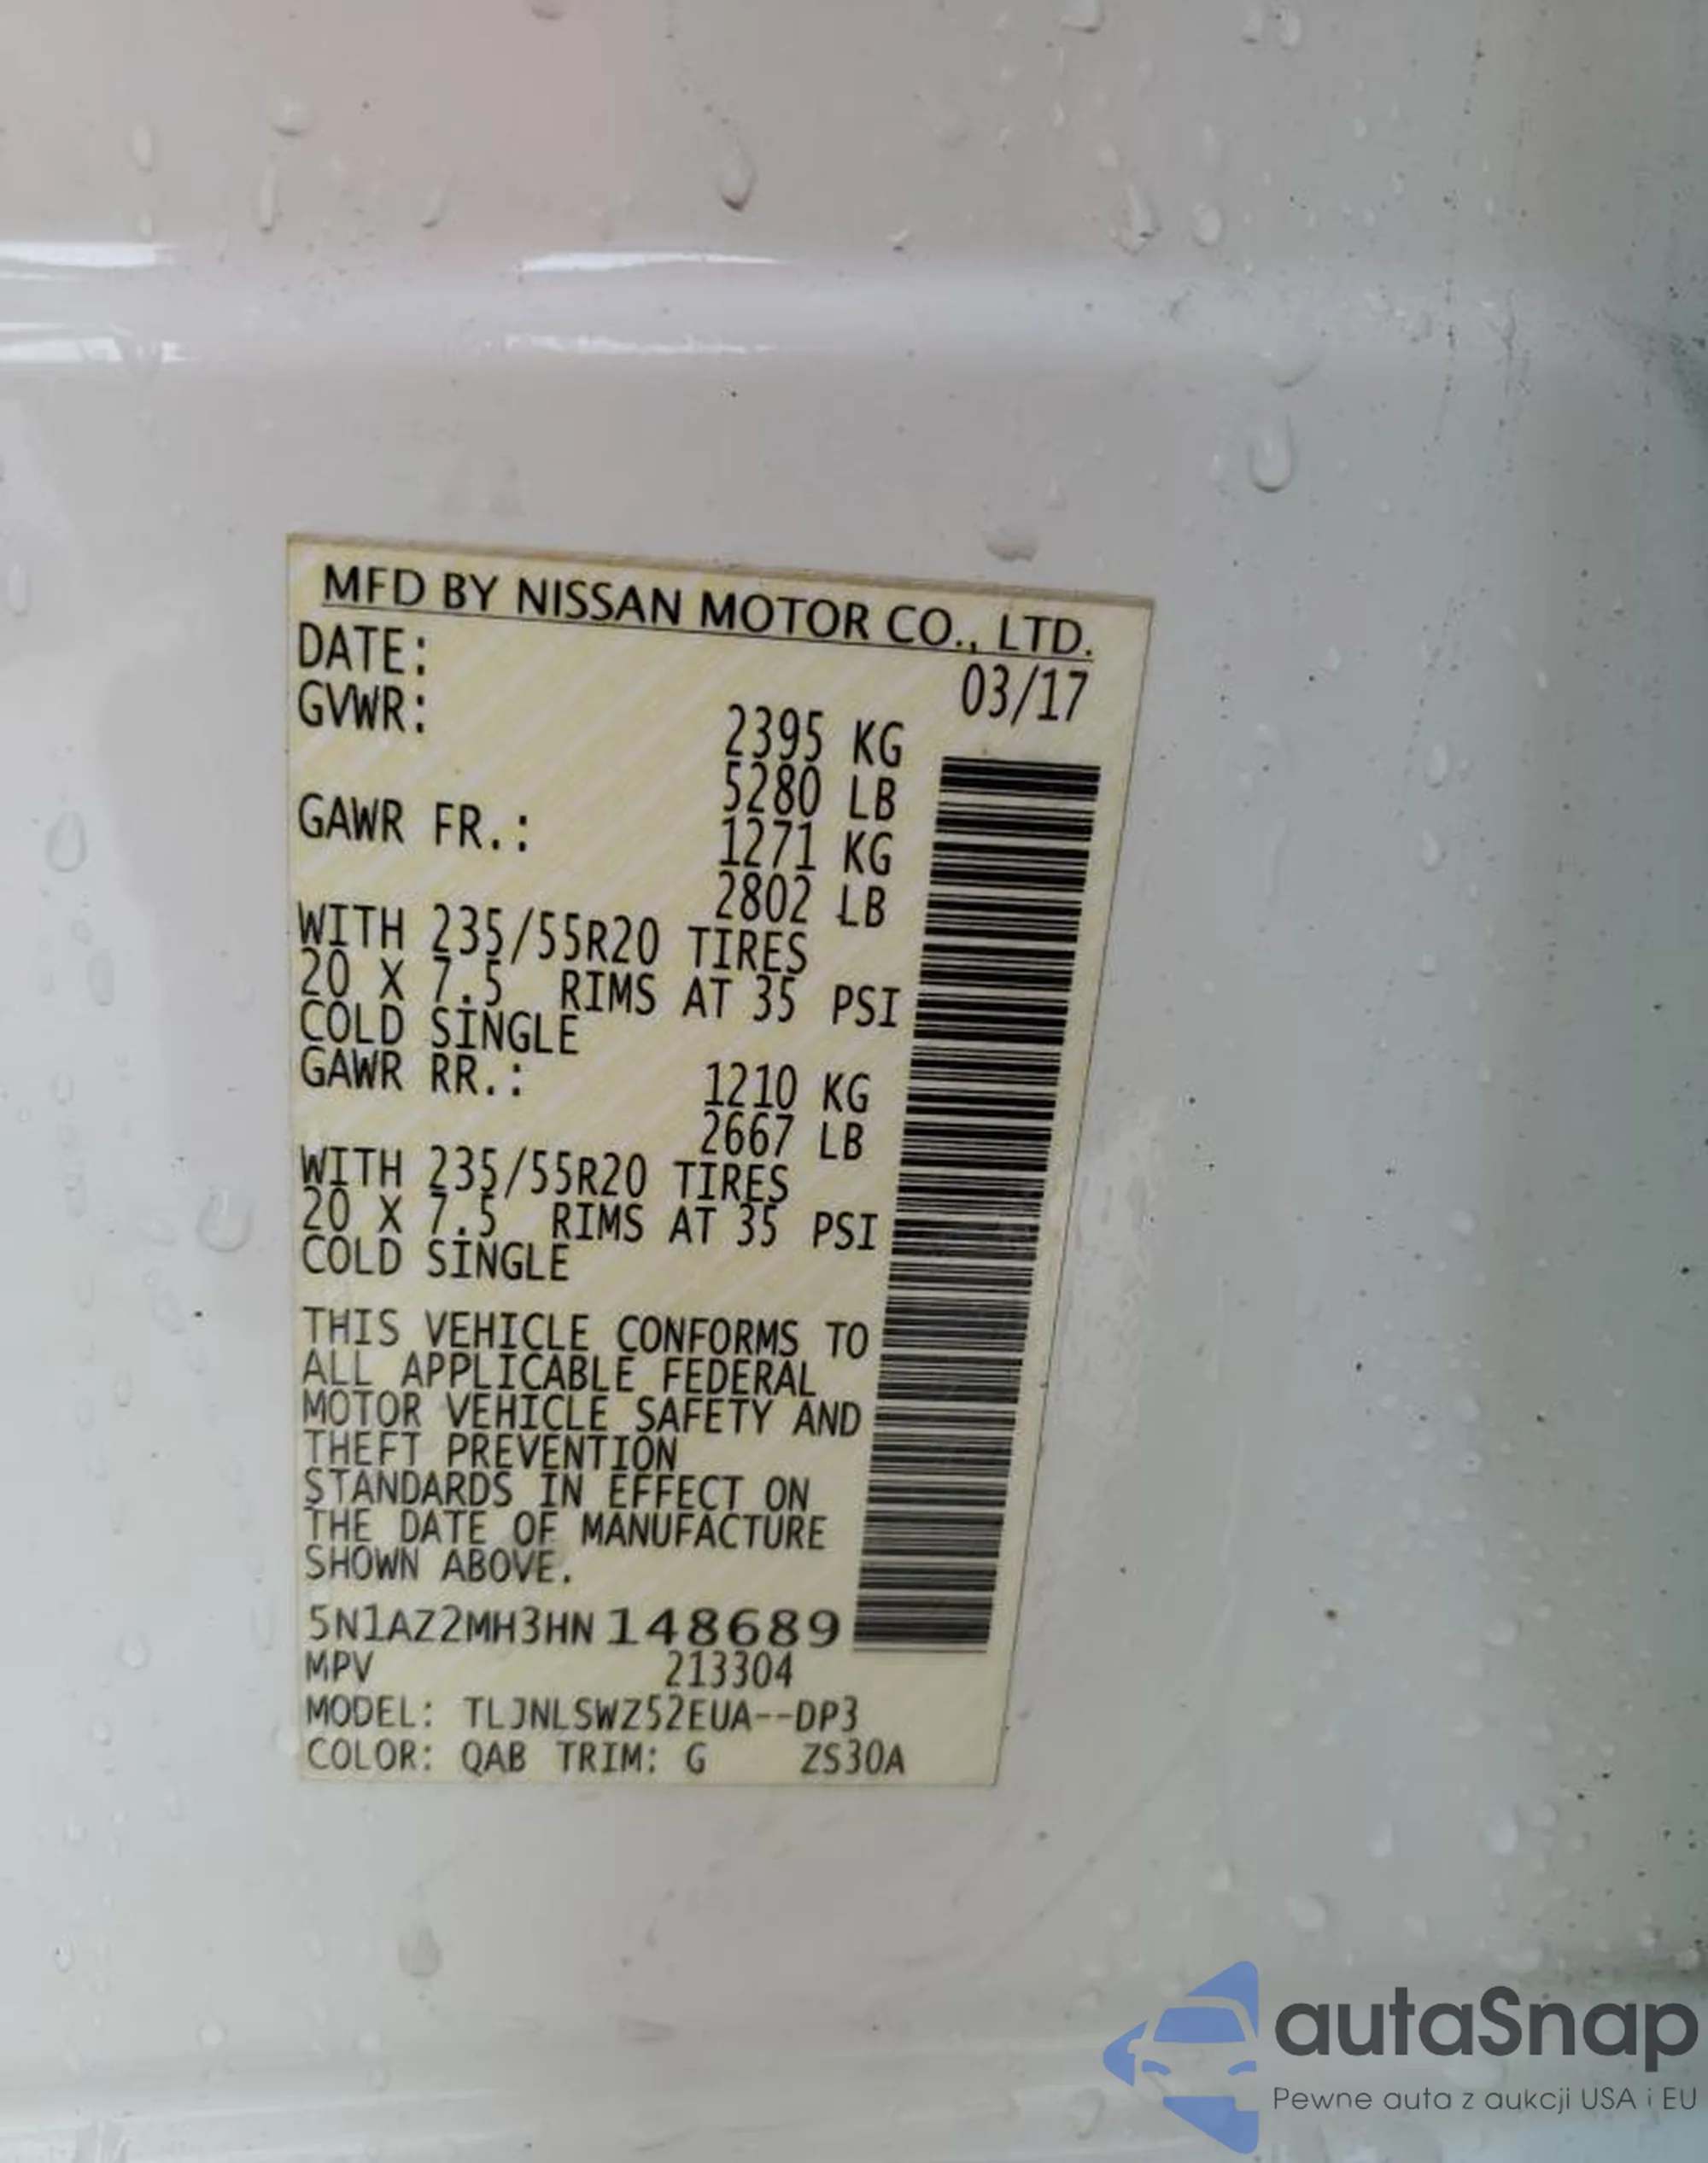 MFD BY NISSAN MOTOR CO., LTD.
DATE: 03/17
GVWR: 2395 KG
5280 LB
GAWR FR.: 1271 KG
2802 LB
WITH 235/55R20 TIRES
20 X 7.5 RIMS AT 35 PSI
COLD SINGLE
GAWR RR.: 1210 KG
2667 LB
WITH 235/55R20 TIRES
20 X 7.5 RIMS AT 35 PSI
COLD SINGLE
THIS VEHICLE CONFORMS TO
ALL APPLICABLE FEDERAL
MOTOR VEHICLE SAFETY AND
THEFT PREVENTION
STANDARDS IN EFFECT ON
THE DATE OF MANUFACTURE
SHOWN ABOVE.
5N1AZ2MH3HN148689
MPV 213304
MODEL: TLJNLSWZ52EUA--DP3
COLOR: QAB TRIM: G ZS30A
autaSnap
Pewne auta z aukcji USA i EU